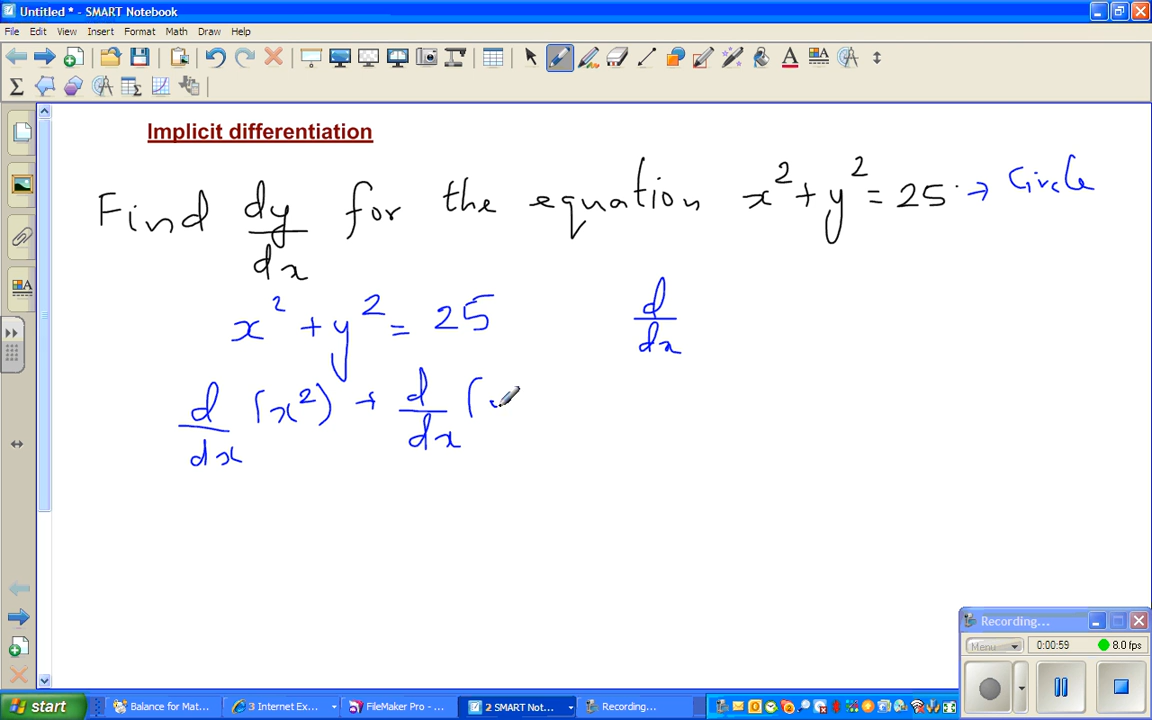 Untitled * - SMART Notebook
File Edit View Insert Format Math Draw Help
Implicit differentiation
Find dy/dx for the equation x² + y² = 25 → Circle
x² + y² = 25 d/dx
d/dx (x²) + d/dx (
Recording...
Menu 0:00:59 8.0 fps
start Balance for Mat... 3 Internet Ex... FileMaker Pro - ... 2 SMART Not... Recording...